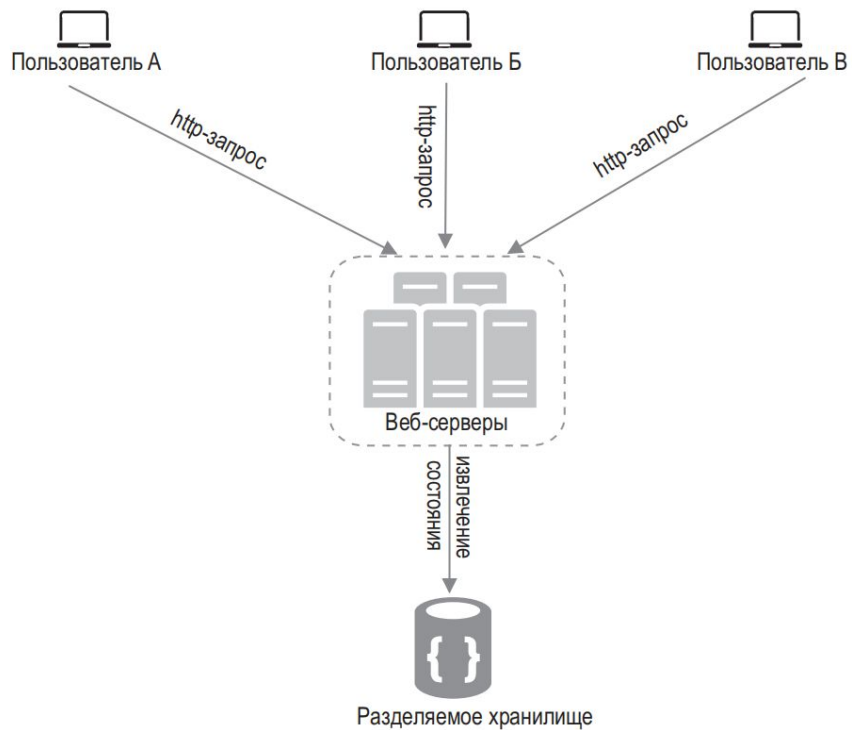 Пользователь А
Пользователь Б
Пользователь В
http-запрос
http-запрос
http-запрос
Веб-серверы
извлечение
состояния
{ }
Разделяемое хранилище